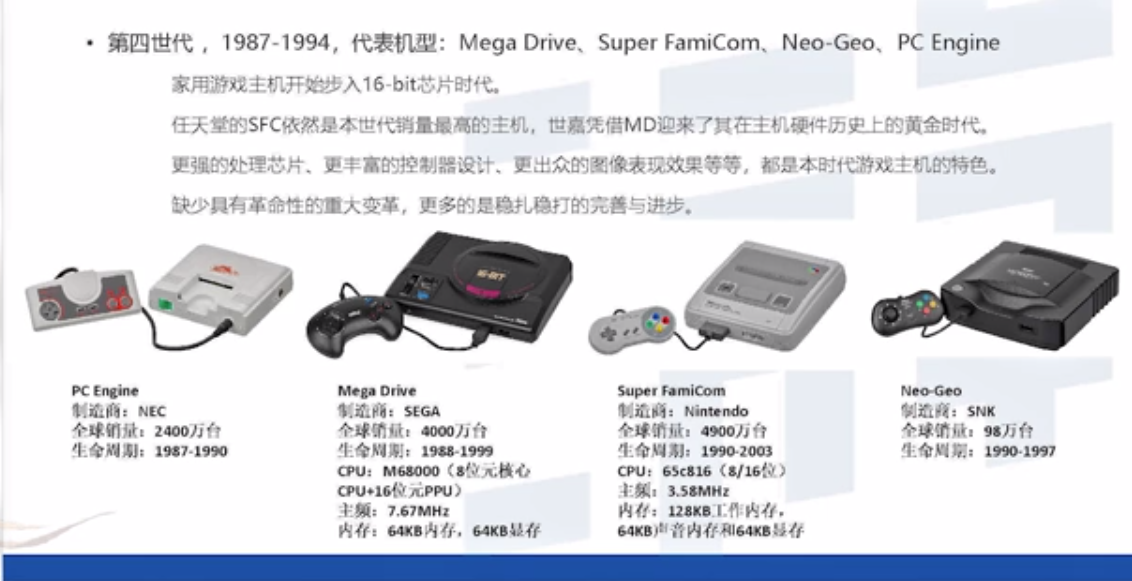 • 第四世代，1987-1994，代表机型：Mega Drive、Super FamiCom、Neo-Geo、PC Engine
家用游戏主机开始步入16-bit芯片时代。
任天堂的SFC依然是本世代销量最高的主机，世嘉凭借MD迎来了其在主机硬件历史上的黄金时代。
更强的处理芯片、更丰富的控制器设计、更出众的图像表现效果等等，都是本时代游戏主机的特色。
缺少具有革命性的重大变革，更多的是稳扎稳打的完善与进步。
16-BIT
PC Engine
制造商：NEC
全球销量：2400万台
生命周期：1987-1990
Mega Drive
制造商：SEGA
全球销量：4000万台
生命周期：1988-1999
CPU：M68000（8位元核心
CPU+16位元PPU）
主频：7.67MHz
内存：64KB内存，64KB显存
Super FamiCom
制造商：Nintendo
全球销量：4900万台
生命周期：1990-2003
CPU：65c816（8/16位）
主频：3.58MHz
内存：128KB工作内存，
64KB声音内存和64KB显存
Neo-Geo
制造商：SNK
全球销量：98万台
生命周期：1990-1997